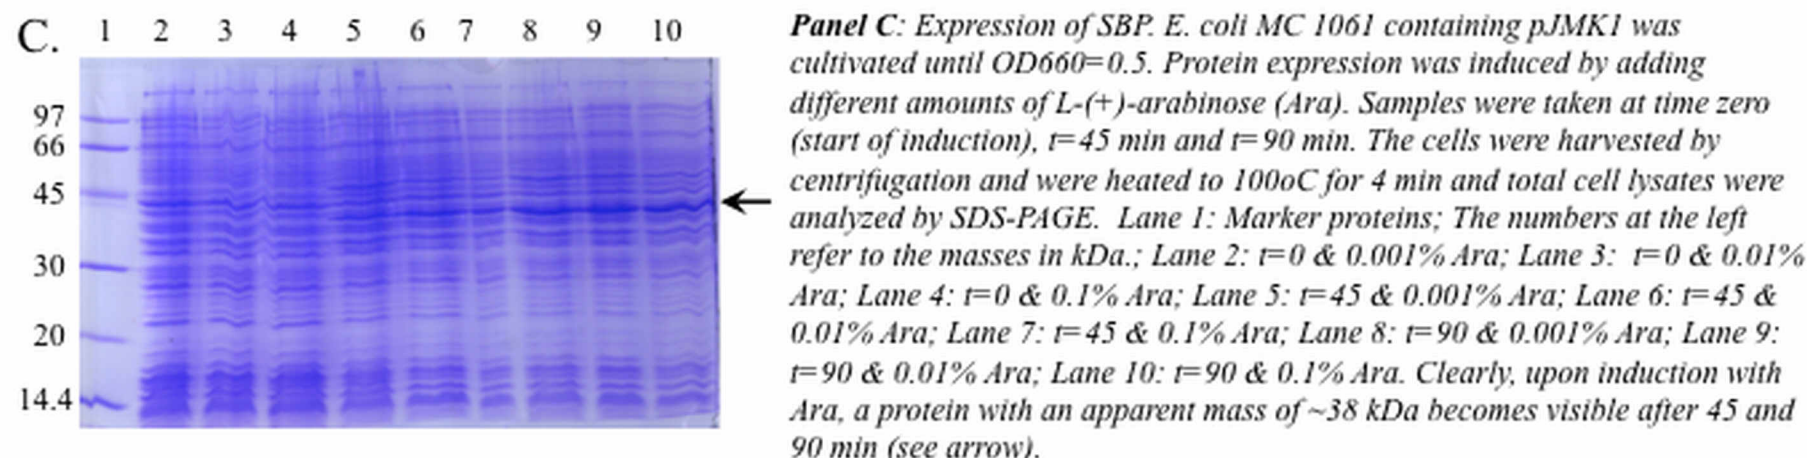 C. 1 2 3 4 5 6 7 8 9 10
97
66
45
30
20
14.4
Panel C: Expression of SBP. E. coli MC 1061 containing pJMK1 was
cultivated until OD660=0.5. Protein expression was induced by adding
different amounts of L-(+)-arabinose (Ara). Samples were taken at time zero
(start of induction), t=45 min and t=90 min. The cells were harvested by
centrifugation and were heated to 100oC for 4 min and total cell lysates were
analyzed by SDS-PAGE. Lane 1: Marker proteins; The numbers at the left
refer to the masses in kDa.; Lane 2: t=0 & 0.001% Ara; Lane 3: t=0 & 0.01%
Ara; Lane 4: t=0 & 0.1% Ara; Lane 5: t=45 & 0.001% Ara; Lane 6: t=45 &
0.01% Ara; Lane 7: t=45 & 0.1% Ara; Lane 8: t=90 & 0.001% Ara; Lane 9:
t=90 & 0.01% Ara; Lane 10: t=90 & 0.1% Ara. Clearly, upon induction with
Ara, a protein with an apparent mass of ~38 kDa becomes visible after 45 and
90 min (see arrow).